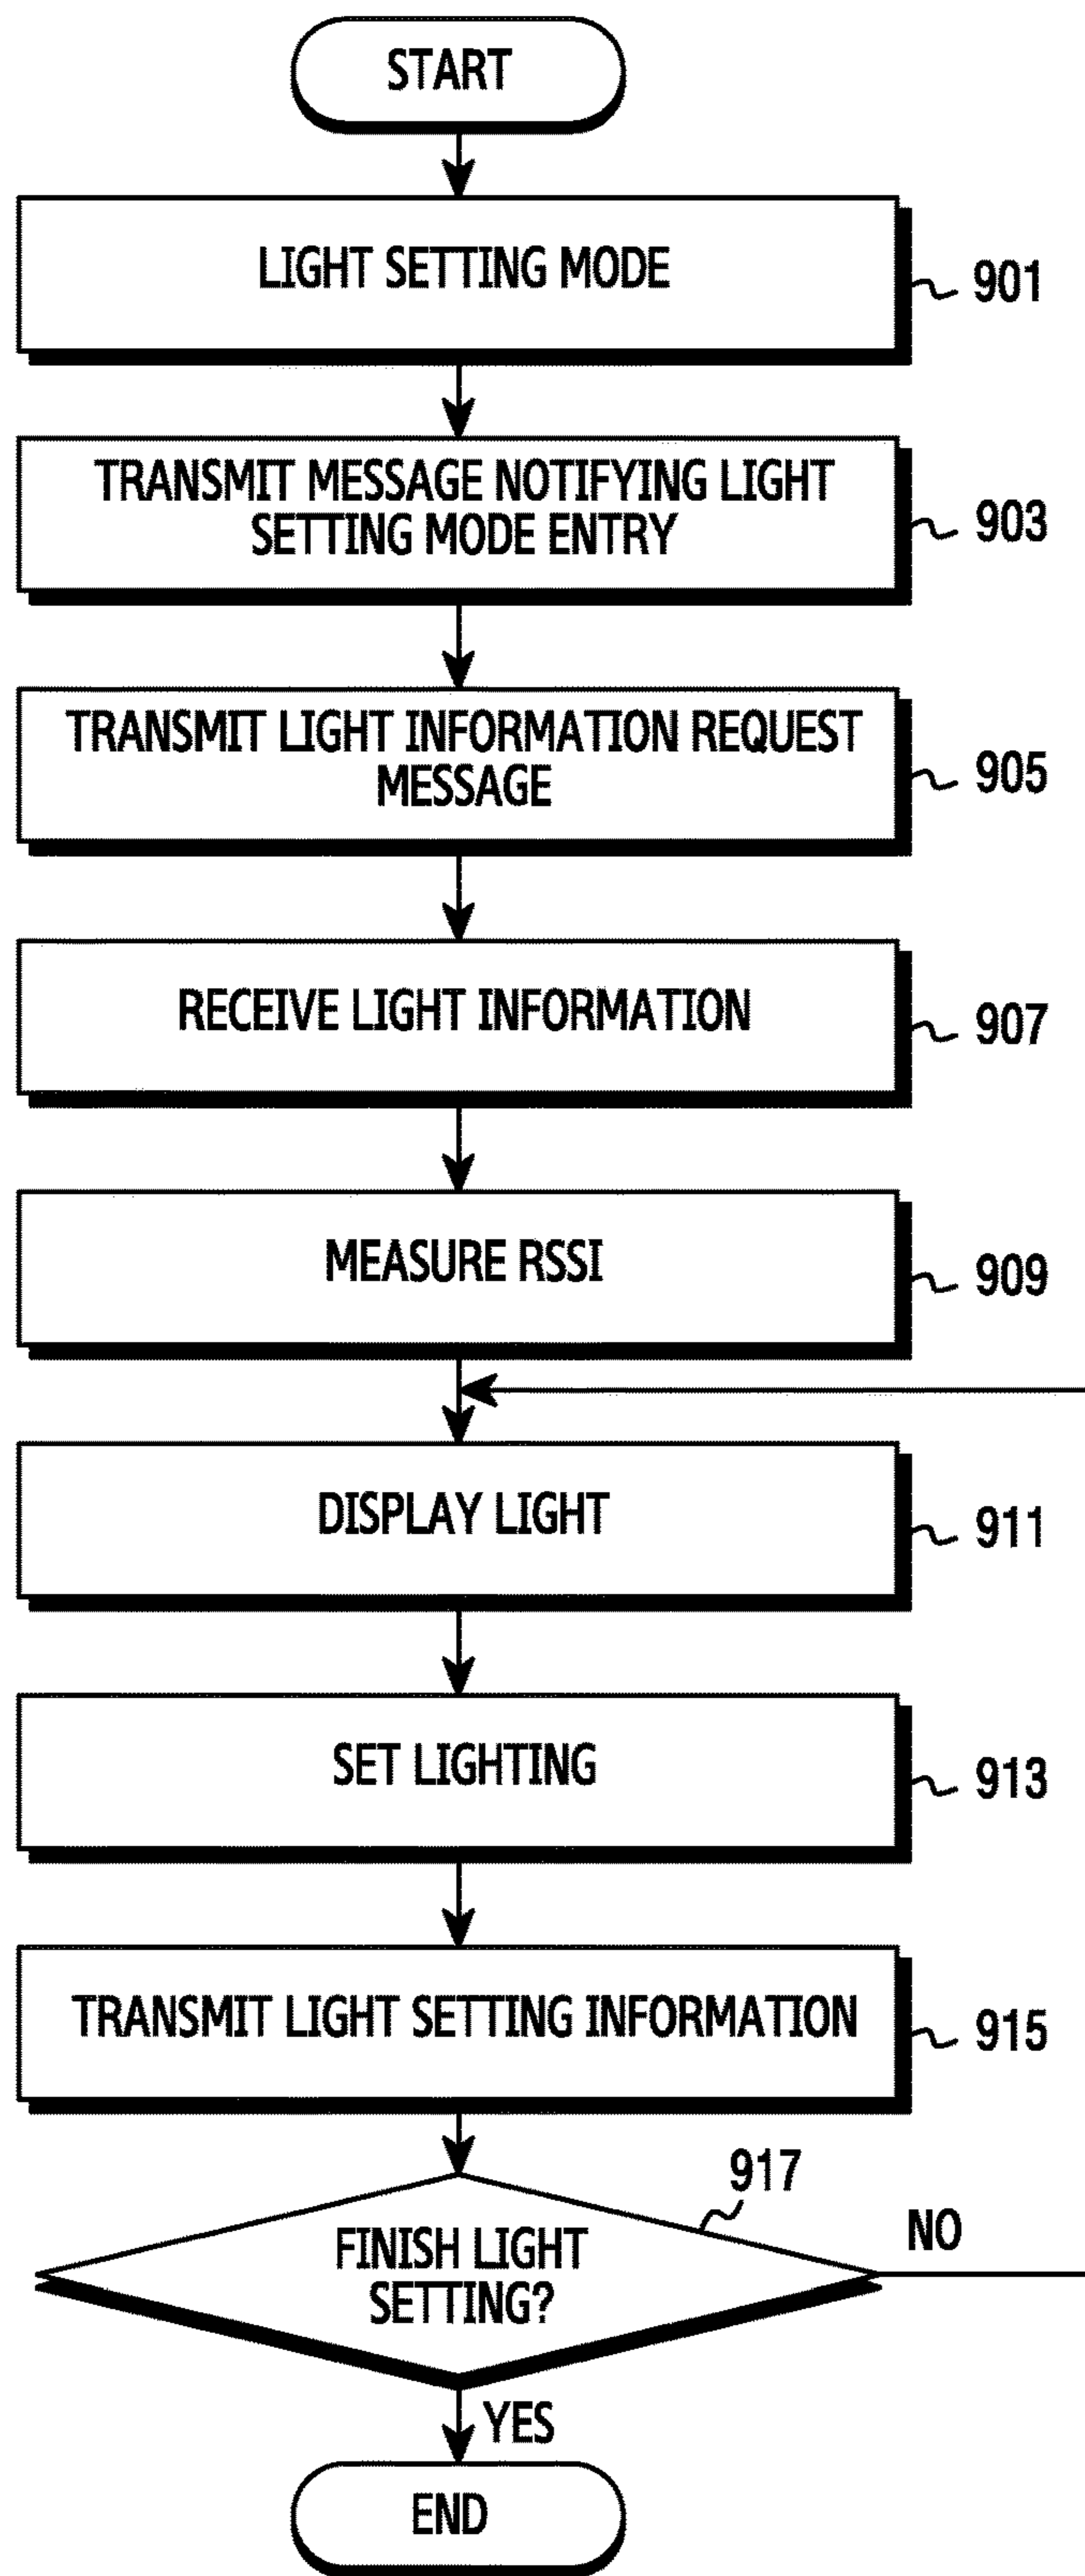 START
LIGHT SETTING MODE
901
TRANSMIT MESSAGE NOTIFYING LIGHT
SETTING MODE ENTRY
903
TRANSMIT LIGHT INFORMATION REQUEST
MESSAGE
905
RECEIVE LIGHT INFORMATION
907
MEASURE RSSI
909
DISPLAY LIGHT
911
SET LIGHTING
913
TRANSMIT LIGHT SETTING INFORMATION
915
917
FINISH LIGHT
SETTING?
NO
YES
END